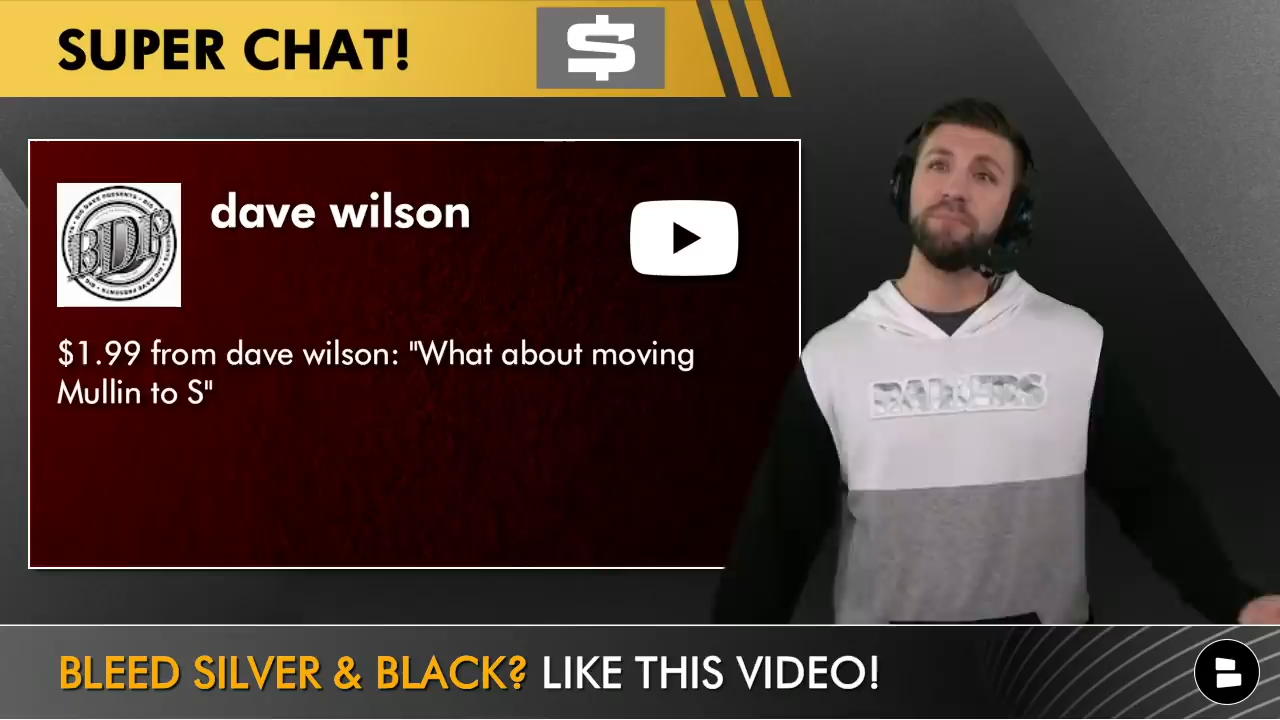 SUPER CHAT!
$
dave wilson
BDP
$1.99 from dave wilson: "What about moving
Mullin to S"
RAIDERS
BLEED SILVER & BLACK? LIKE THIS VIDEO!